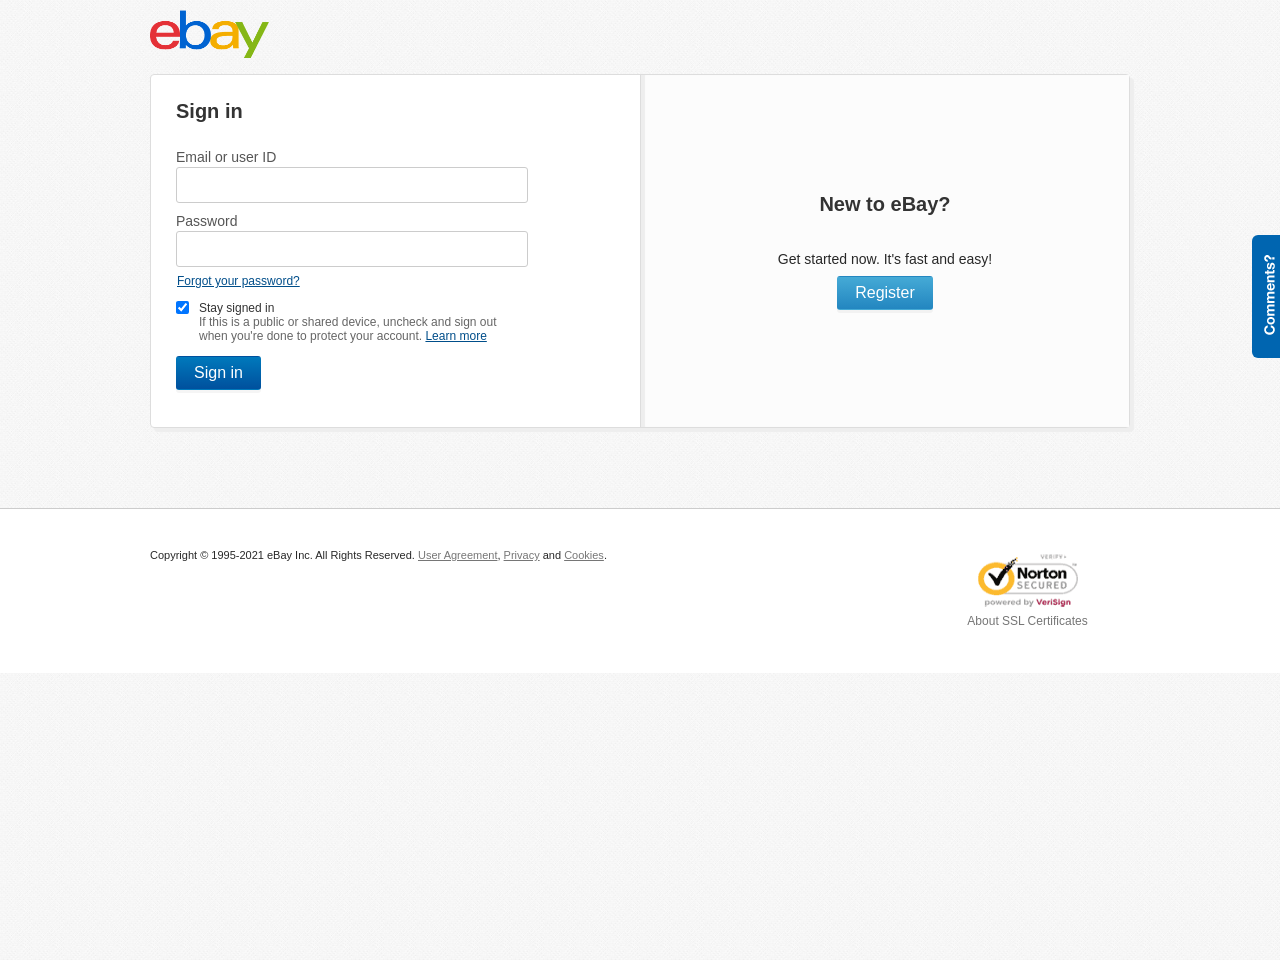 ebay
Sign in
Email or user ID
Password
Forgot your password?
Stay signed in
If this is a public or shared device, uncheck and sign out
when you're done to protect your account. Learn more
Sign in
New to eBay?
Get started now. It's fast and easy!
Register
Comments?
Copyright © 1995-2021 eBay Inc. All Rights Reserved. User Agreement, Privacy and Cookies.
VERIFY▸
Norton™
SECURED
powered by VeriSign
About SSL Certificates